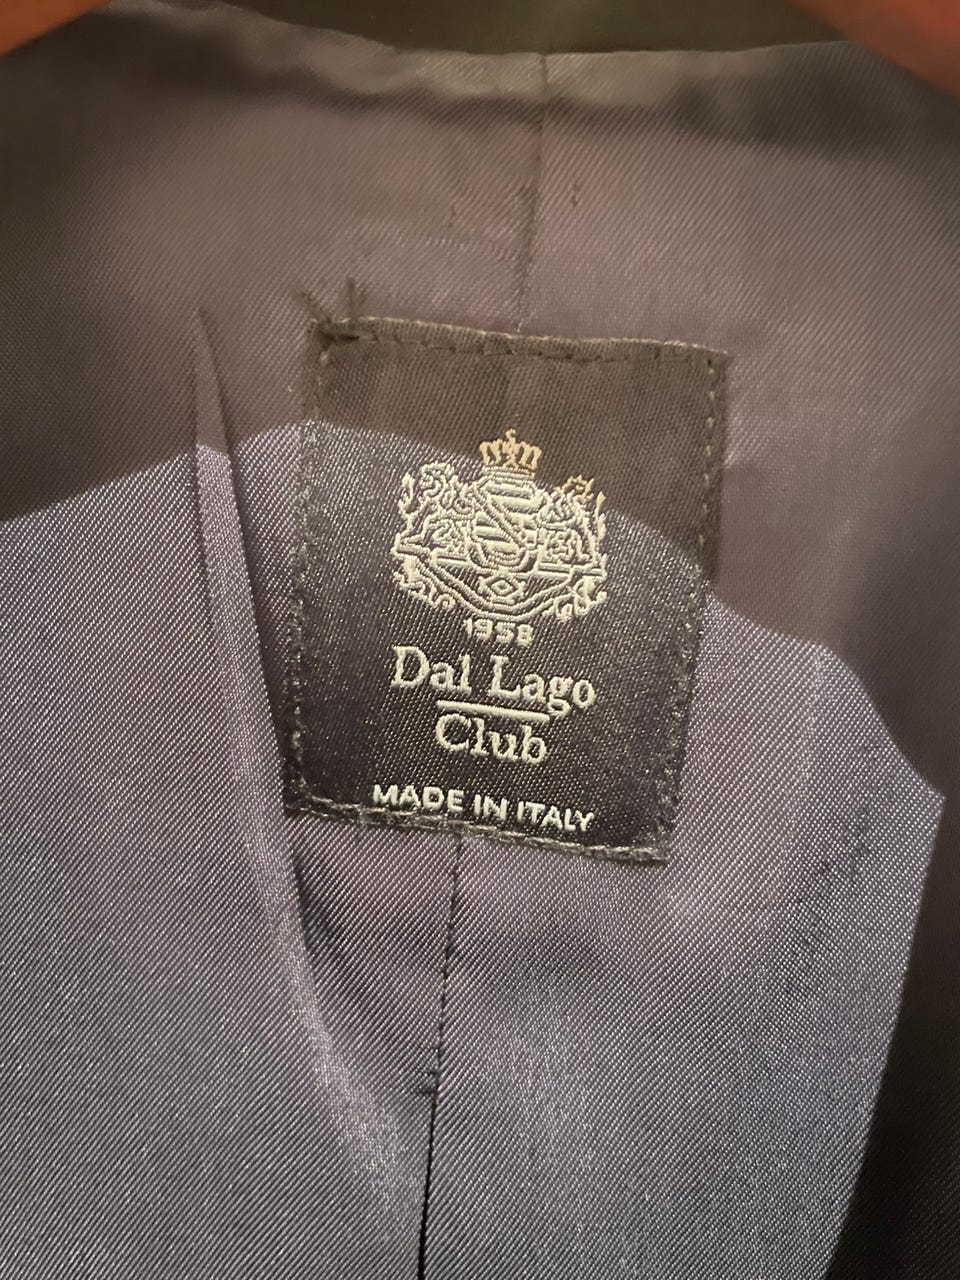 1958
Dal Lago
Club
MADE IN ITALY